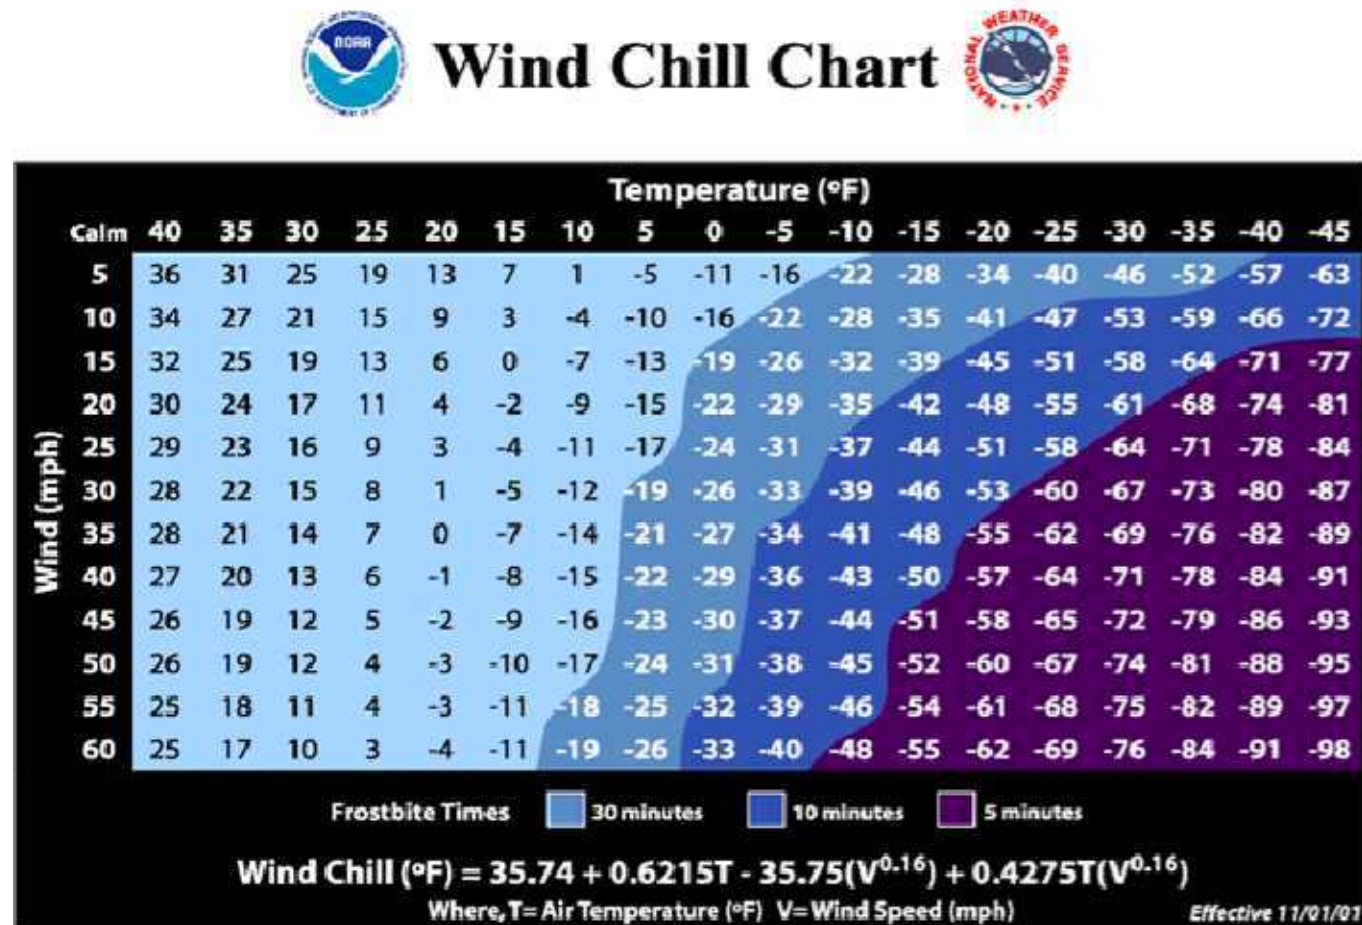 NOAA
Wind Chill Chart
NATIONAL WEATHER SERVICE
Temperature (ºF)
Calm 40 35 30 25 20 15 10 5 0 -5 -10 -15 -20 -25 -30 -35 -40 -45
5 36 31 25 19 13 7 1 -5 -11 -16 -22 -28 -34 -40 -46 -52 -57 -63
10 34 27 21 15 9 3 -4 -10 -16 -22 -28 -35 -41 -47 -53 -59 -66 -72
15 32 25 19 13 6 0 -7 -13 -19 -26 -32 -39 -45 -51 -58 -64 -71 -77
20 30 24 17 11 4 -2 -9 -15 -22 -29 -35 -42 -48 -55 -61 -68 -74 -81
25 29 23 16 9 3 -4 -11 -17 -24 -31 -37 -44 -51 -58 -64 -71 -78 -84
30 28 22 15 8 1 -5 -12 -19 -26 -33 -39 -46 -53 -60 -67 -73 -80 -87
35 28 21 14 7 0 -7 -14 -21 -27 -34 -41 -48 -55 -62 -69 -76 -82 -89
40 27 20 13 6 -1 -8 -15 -22 -29 -36 -43 -50 -57 -64 -71 -78 -84 -91
45 26 19 12 5 -2 -9 -16 -23 -30 -37 -44 -51 -58 -65 -72 -79 -86 -93
50 26 19 12 4 -3 -10 -17 -24 -31 -38 -45 -52 -60 -67 -74 -81 -88 -95
55 25 18 11 4 -3 -11 -18 -25 -32 -39 -46 -54 -61 -68 -75 -82 -89 -97
60 25 17 10 3 -4 -11 -19 -26 -33 -40 -48 -55 -62 -69 -76 -84 -91 -98
Wind (mph)
Frostbite Times 30 minutes 10 minutes 5 minutes
Wind Chill (ºF) = 35.74 + 0.6215T - 35.75(V^0.16) + 0.4275T(V^0.16)
Where, T= Air Temperature (ºF) V= Wind Speed (mph) Effective 11/01/01